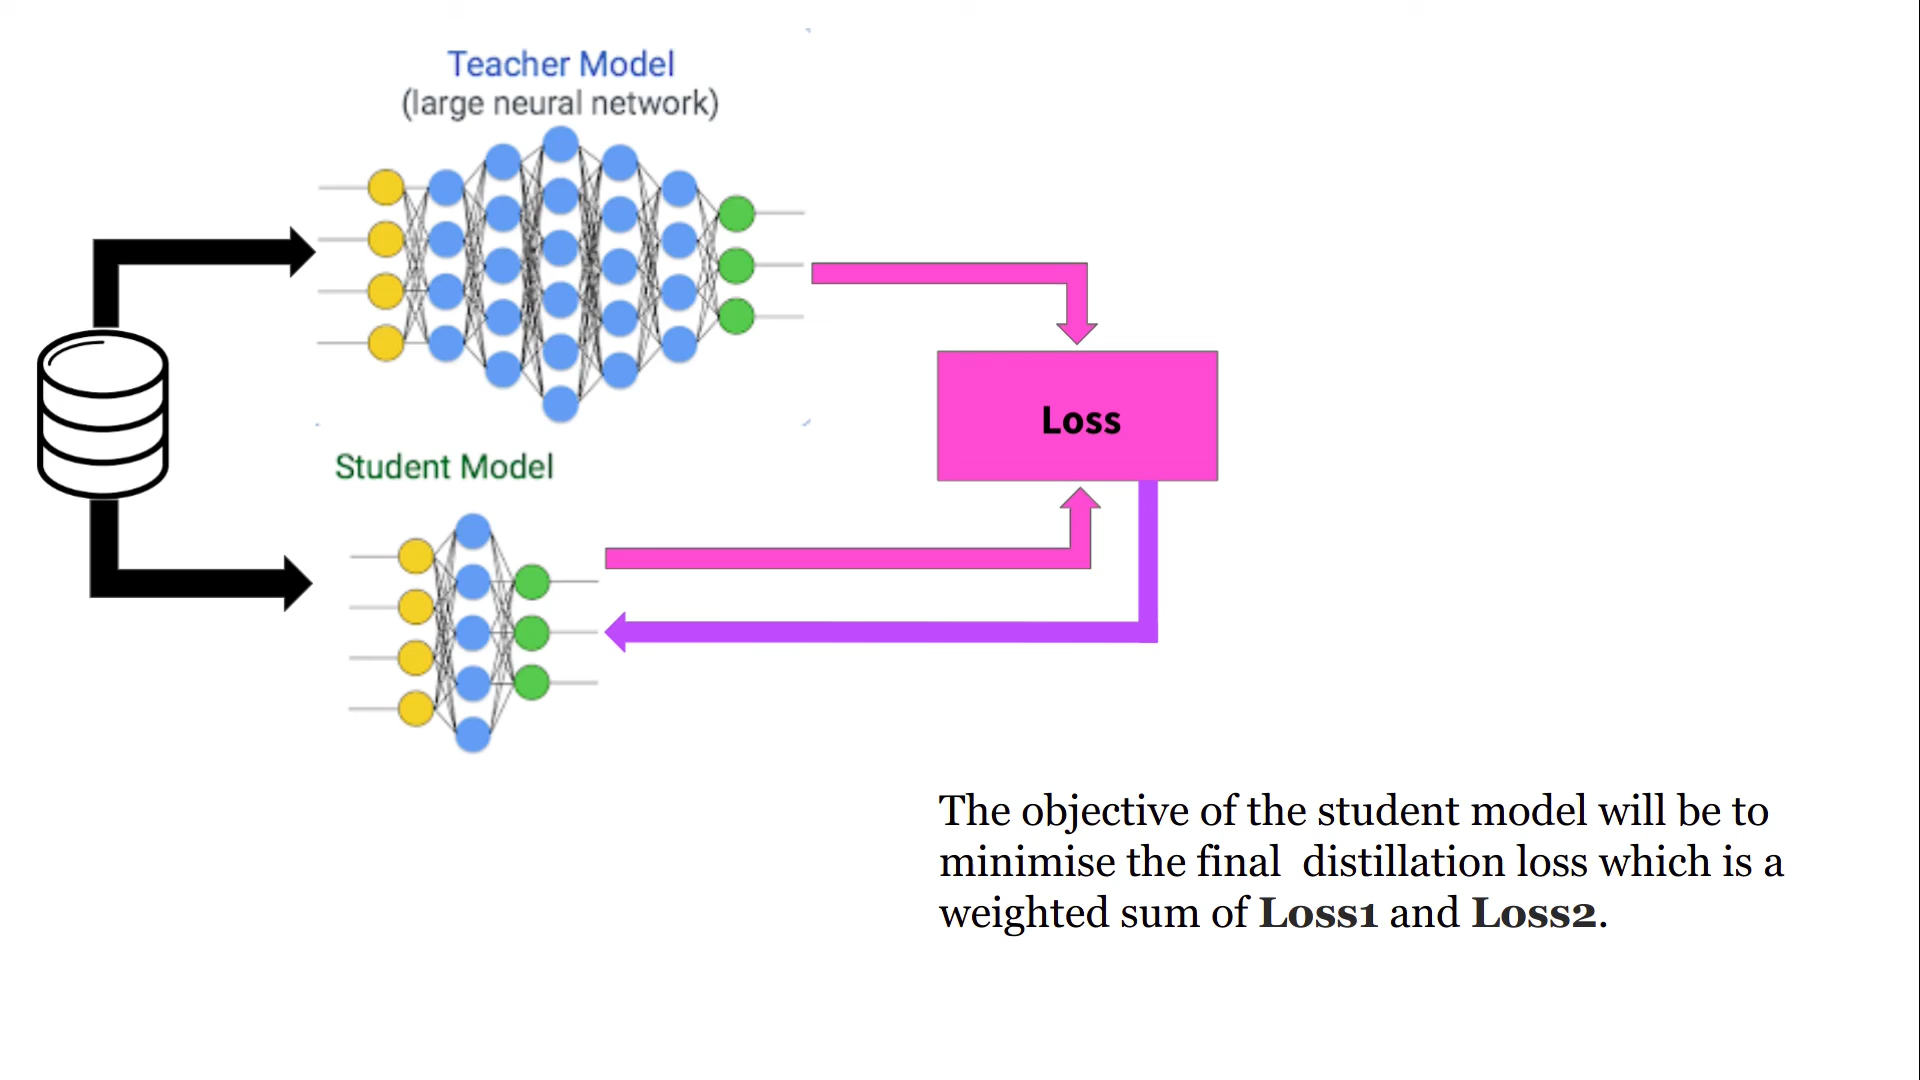 Teacher Model
(large neural network)
Loss
Student Model
The objective of the student model will be to
minimise the final  distillation loss which is a
weighted sum of Loss1 and Loss2.